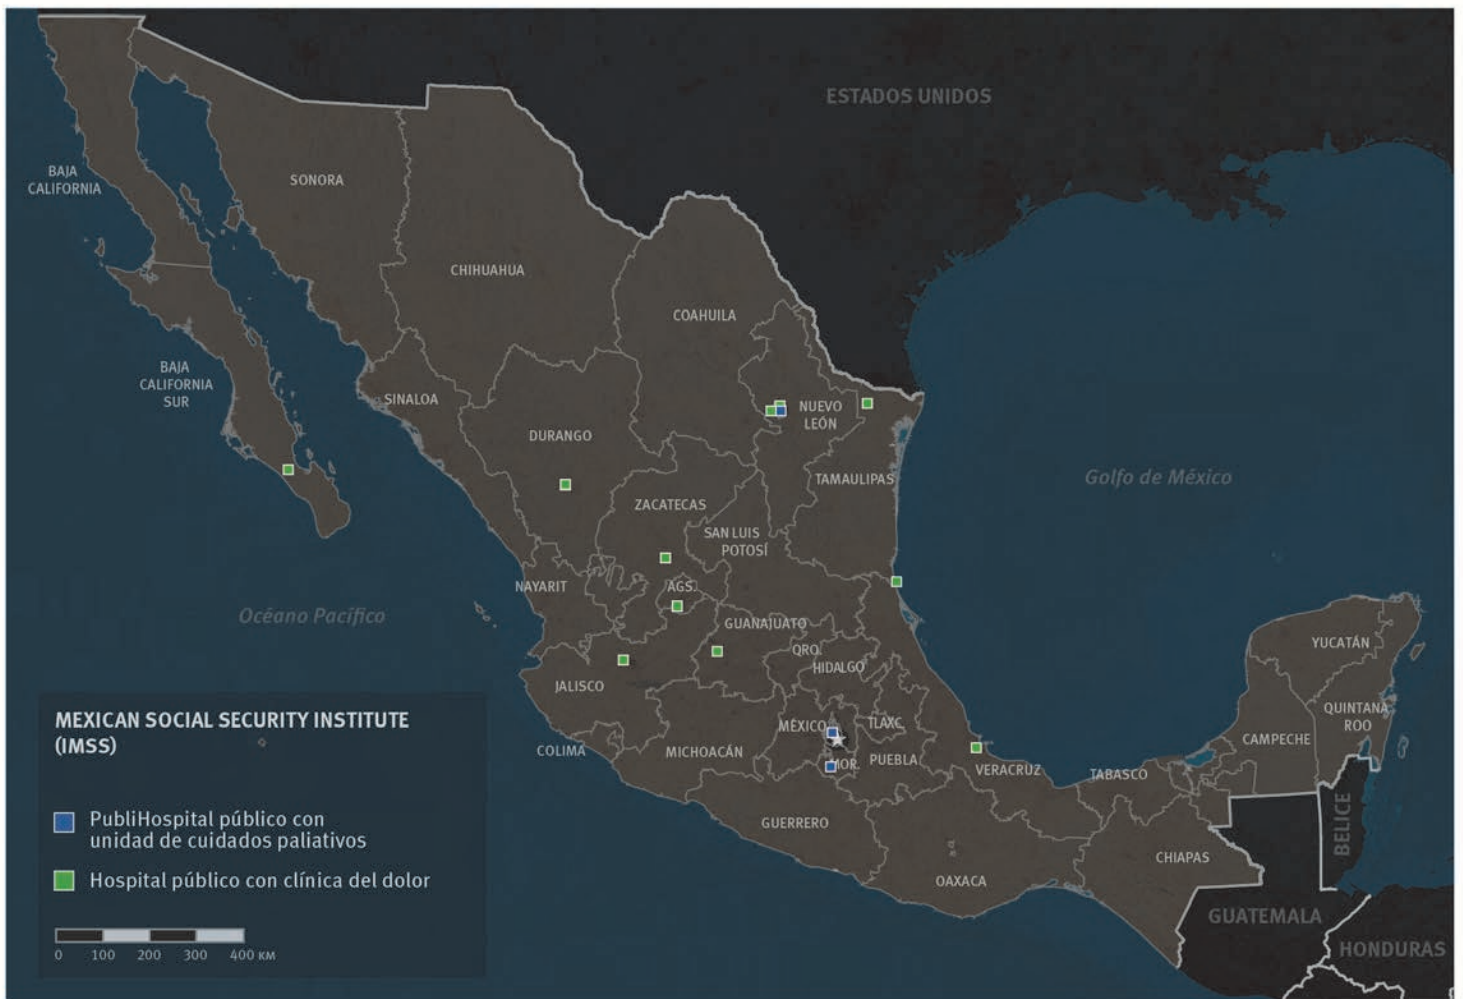 ESTADOS UNIDOS
BAJA
CALIFORNIA
SONORA
CHIHUAHUA
COAHUILA
BAJA
CALIFORNIA
SUR
SINALOA
NUEVO
LEÓN
DURANGO
TAMAULIPAS
Golfo de México
ZACATECAS
SAN LUIS
POTOSÍ
NAYARIT
AGS.
Océano Pacífico
GUANAJUATO
QRO.
HIDALGO
YUCATÁN
JALISCO
QUINTANA
ROO
MÉXICO
TLAXC.
CAMPECHE
COLIMA
MICHOACÁN
MOR.
PUEBLA
VERACRUZ
TABASCO
GUERRERO
BELICE
CHIAPAS
OAXACA
GUATEMALA
HONDURAS
MEXICAN SOCIAL SECURITY INSTITUTE
(IMSS)
PubliHospital público con
unidad de cuidados paliativos
Hospital público con clínica del dolor
0 100 200 300 400 KM